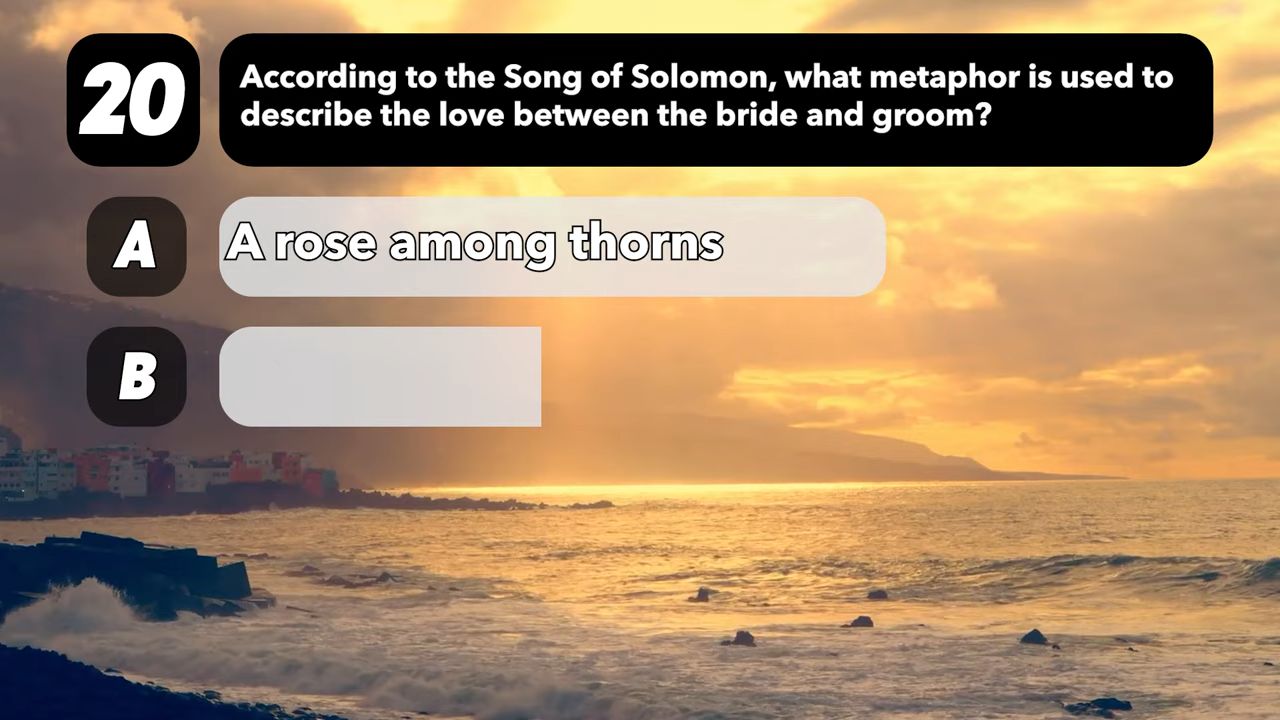 20
According to the Song of Solomon, what metaphor is used to
describe the love between the bride and groom?
A
A rose among thorns
B